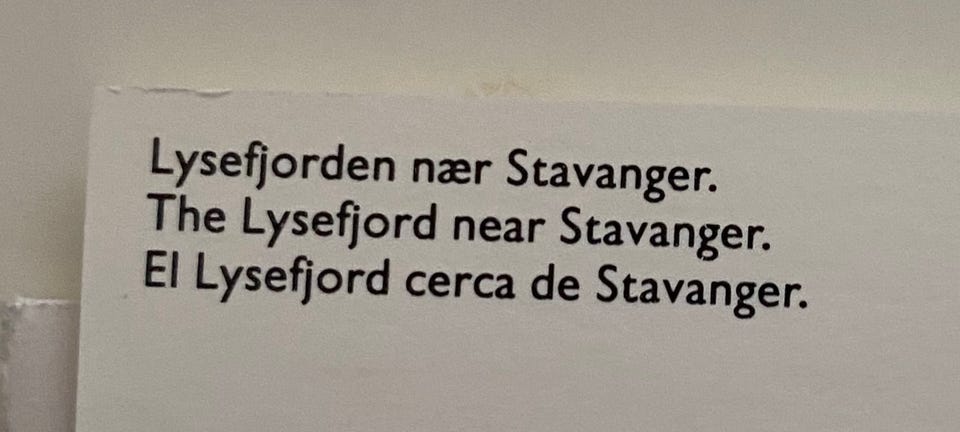 Lysefjorden nær Stavanger.
The Lysefjord near Stavanger.
El Lysefjord cerca de Stavanger.